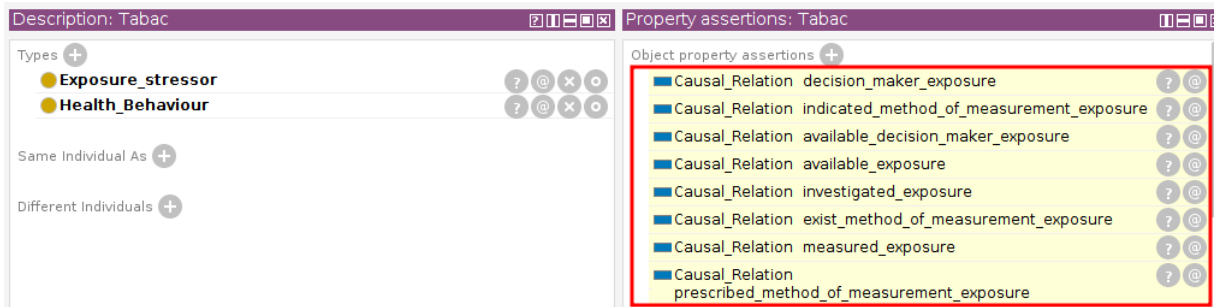 Description: Tabac
Types
Exposure_stressor
Health_Behaviour
Same Individual As
Different Individuals
Property assertions: Tabac
Object property assertions
Causal_Relation decision_maker_exposure
Causal_Relation indicated_method_of_measurement_exposure
Causal_Relation available_decision_maker_exposure
Causal_Relation available_exposure
Causal_Relation investigated_exposure
Causal_Relation exist_method_of_measurement_exposure
Causal_Relation measured_exposure
Causal_Relation
prescribed_method_of_measurement_exposure